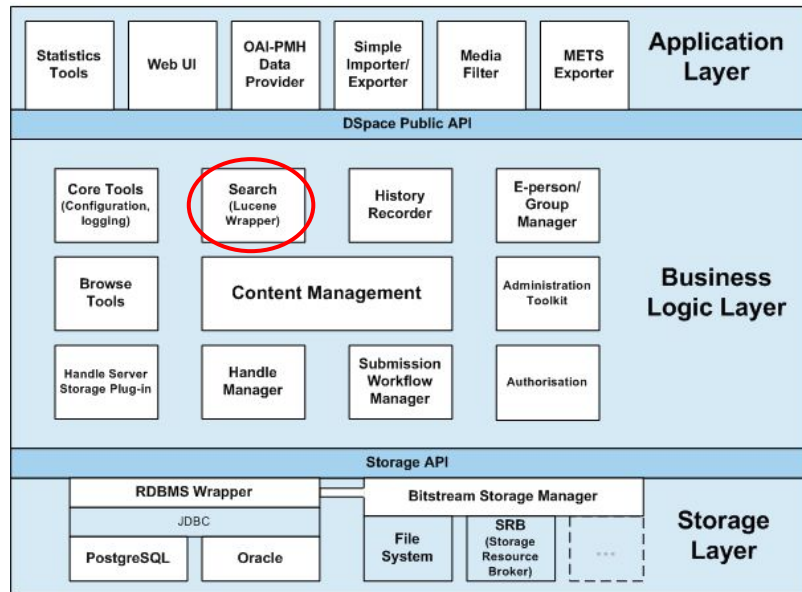 Statistics
Tools
Web UI
OAI-PMH
Data
Provider
Simple
Importer/
Exporter
Media
Filter
METS
Exporter
Application
Layer
DSpace Public API
Core Tools
(Configuration,
logging)
Search
(Lucene
Wrapper)
History
Recorder
E-person/
Group
Manager
Browse
Tools
Content Management
Administration
Toolkit
Business
Logic Layer
Handle Server
Storage Plug-in
Handle
Manager
Submission
Workflow
Manager
Authorisation
Storage API
RDBMS Wrapper
JDBC
PostgreSQL
Oracle
Bitstream Storage Manager
File
System
SRB
(Storage
Resource
Broker)
...
Storage
Layer